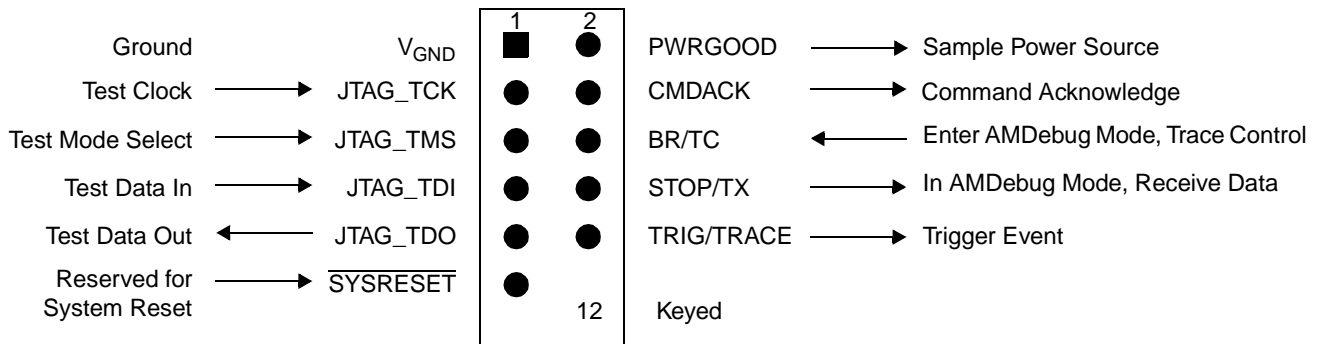 1 2
Ground VGND PWRGOOD Sample Power Source
Test Clock JTAG_TCK CMDACK Command Acknowledge
Test Mode Select JTAG_TMS BR/TC Enter AMDebug Mode, Trace Control
Test Data In JTAG_TDI STOP/TX In AMDebug Mode, Receive Data
Test Data Out JTAG_TDO TRIG/TRACE Trigger Event
Reserved for
System Reset SYSRESET
12 Keyed